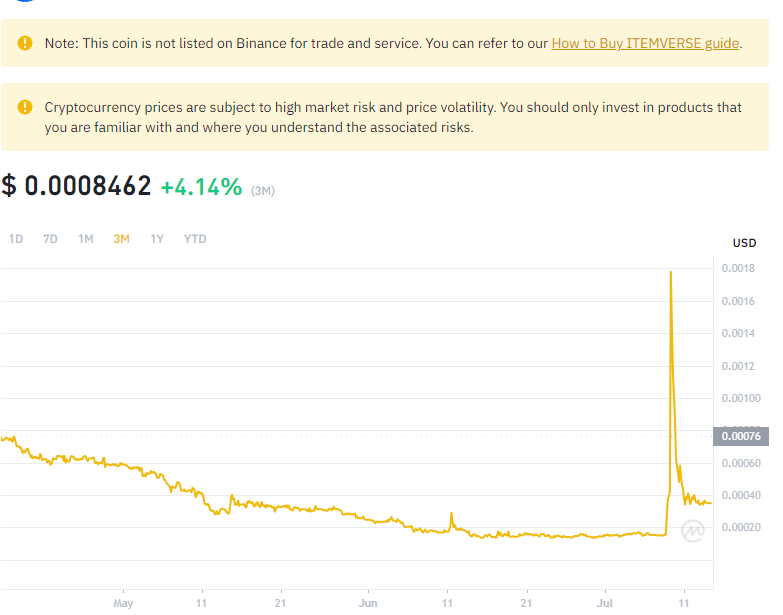 Note: This coin is not listed on Binance for trade and service. You can refer to our How to Buy ITEMVERSE guide.
Cryptocurrency prices are subject to high market risk and price volatility. You should only invest in products that
you are familiar with and where you understand the associated risks.
$ 0.0008462 +4.14% (3M)
1D 7D 1M 3M 1Y YTD
USD
0.0018
0.0016
0.0014
0.0012
0.00100
0.00076
0.00060
0.00040
0.00020
May 11 21 Jun 11 21 Jul 11